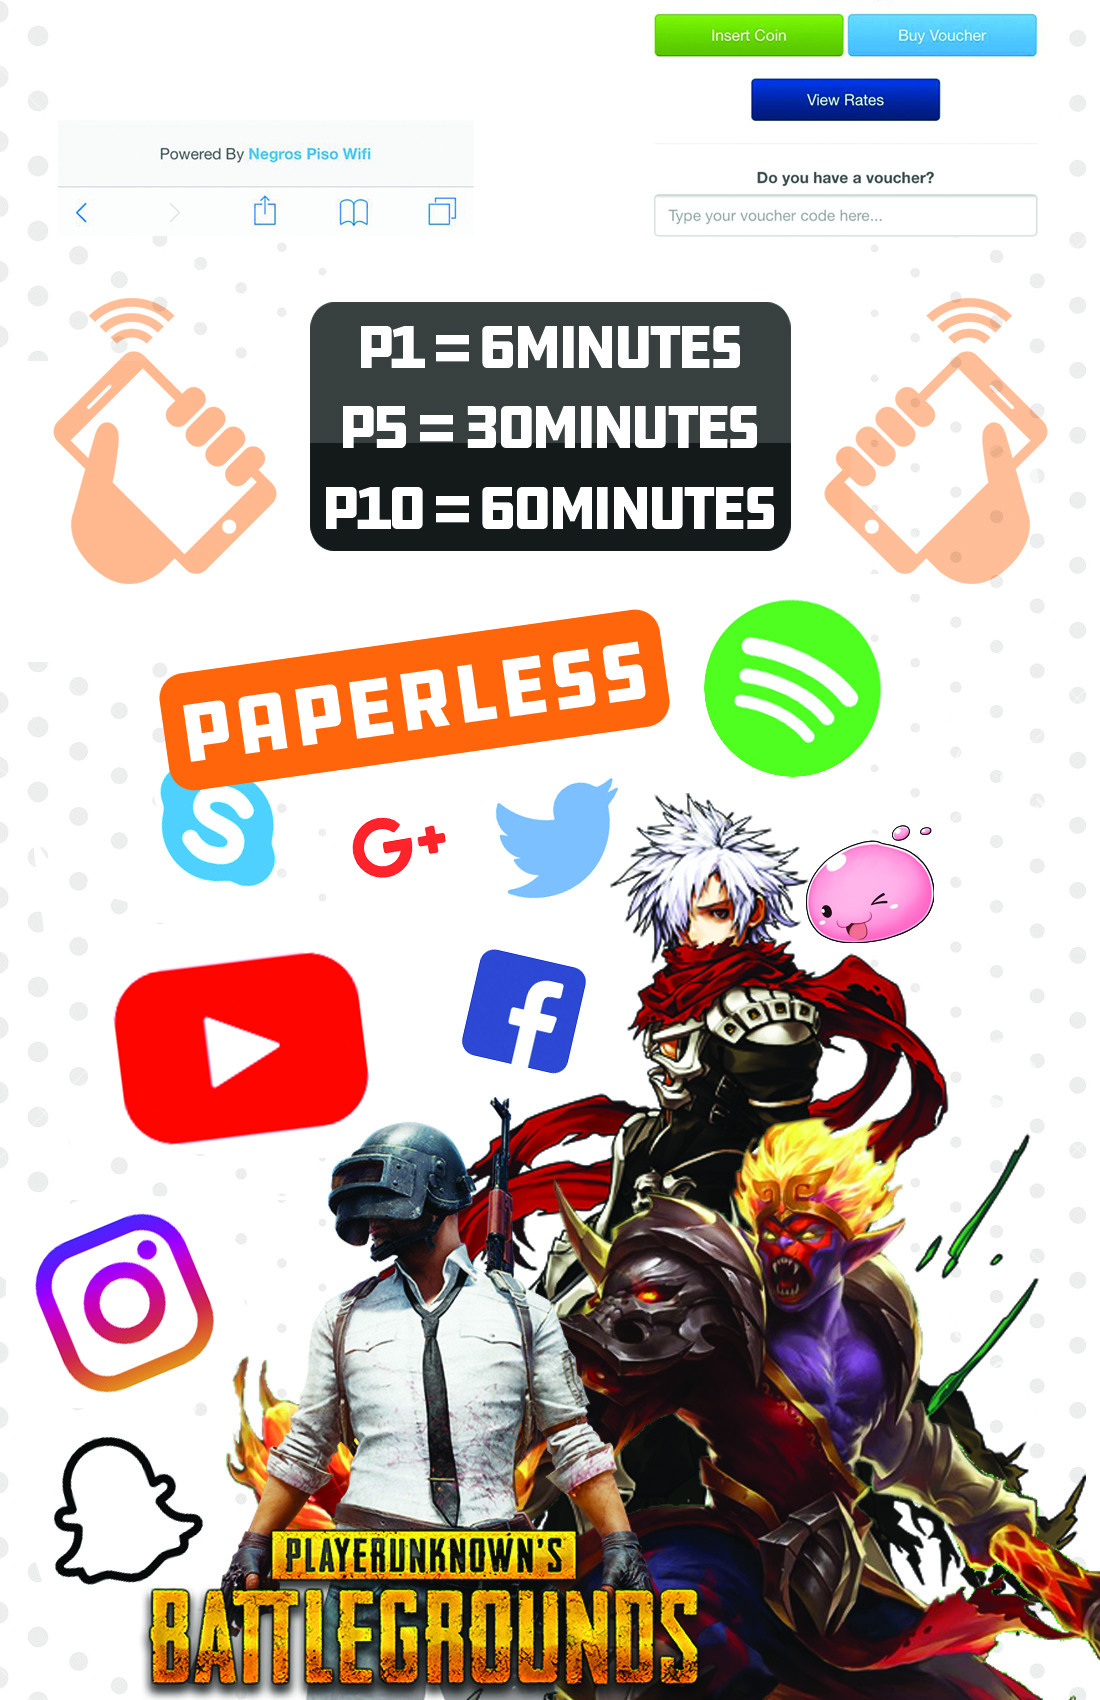 Insert Coin
Buy Voucher
View Rates
Powered By Negros Piso Wifi
Do you have a voucher?
Type your voucher code here...
P1 = 6MINUTES
P5 = 30MINUTES
P10 = 60MINUTES
PAPERLESS
G+
PLAYERUNKNOWN'S
BATTLEGROUNDS